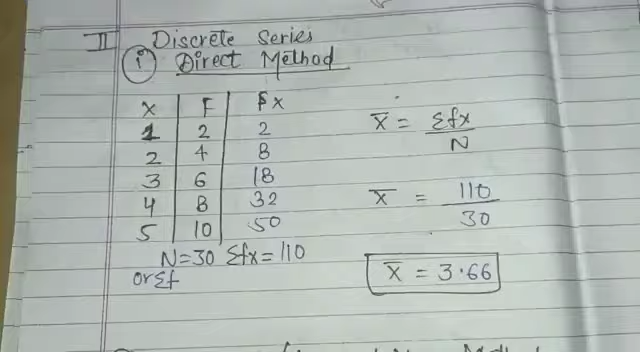 II Discrete Series
(i) Direct Method
X F Fx
1 2 2
2 4 8
3 6 18
4 8 32
5 10 50
N=30 Σfx=110
or Σf
X̄ = Σfx / N
X̄ = 110 / 30
X̄ = 3.66